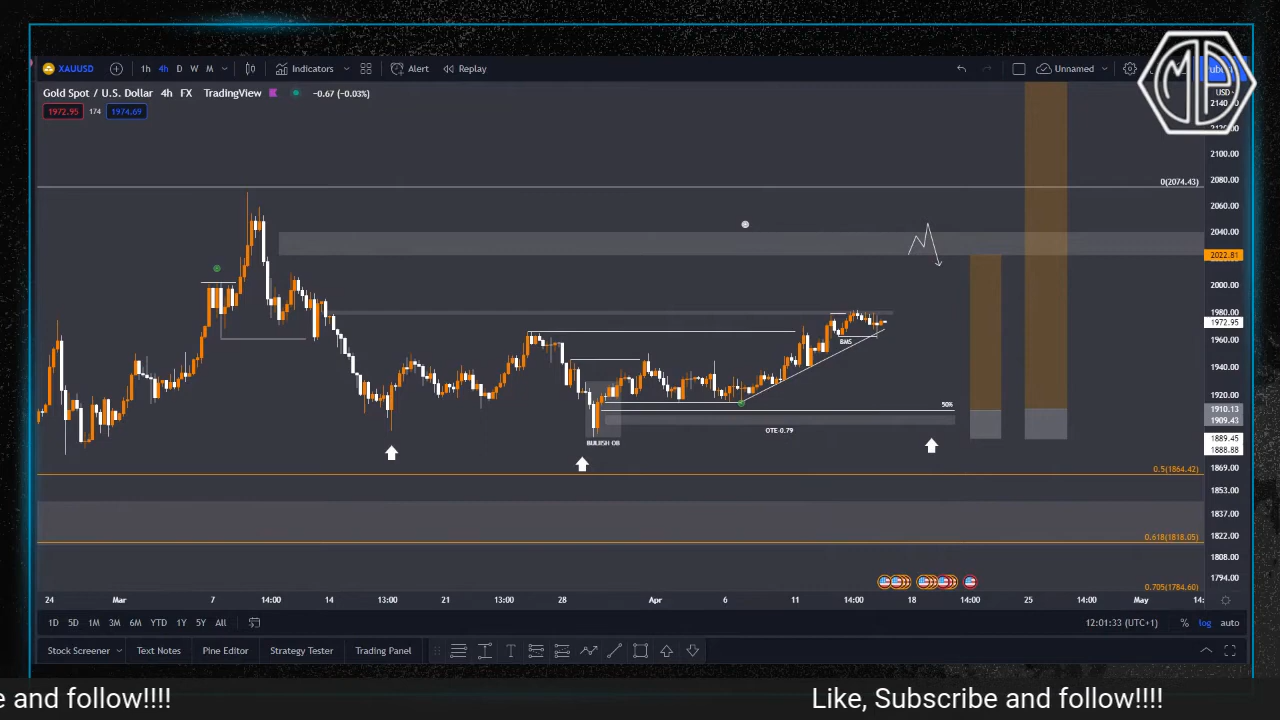 XAUUSD 1h 4h D W M Indicators Alert Replay Unnamed
Gold Spot / U.S. Dollar 4h FX TradingView −0.67 (−0.03%)
USD
1972.95 174 1974.69
2100.00
0(2074.43)
2080.00
2060.00
2040.00
2022.81
2000.00
1980.00
1972.95
BMS
1960.00
1940.00
1920.00
50%
1910.13
1909.43
OTE-0.79
BULRISH OB
1889.45
1888.88
0.5(1864.42)
1869.00
1853.00
1837.00
0.618(1818.05)
1822.00
1808.00
1794.00
0.705(1784.60)
24 Mar 7 14:00 14 13:00 21 13:00 28 Apr 6 11 14:00 18 14:00 25 14:00 May
1D 5D 1M 3M 6M YTD 1Y 5Y All 12:01:33 (UTC+1) % log auto
Stock Screener Text Notes Pine Editor Strategy Tester Trading Panel
e and follow!!!! Like, Subscribe and follow!!!!